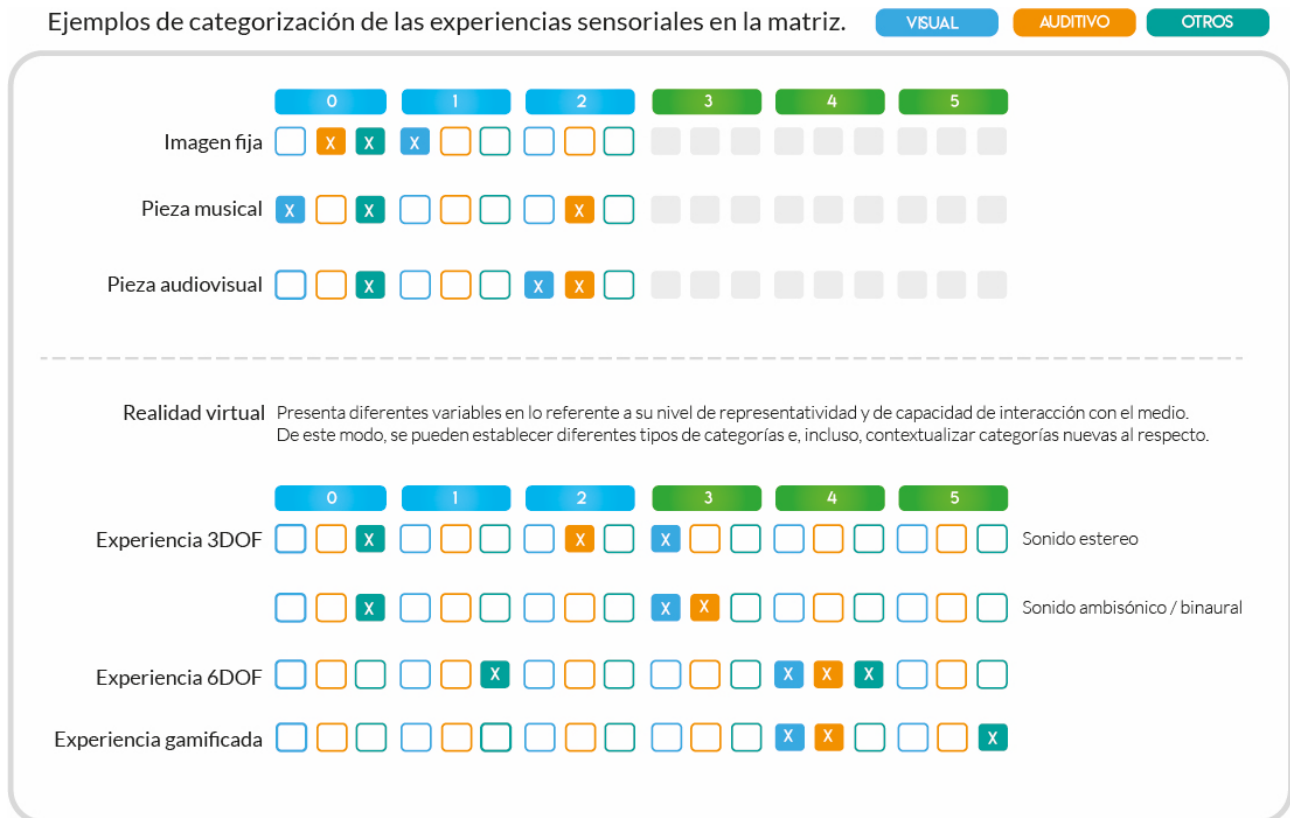 Ejemplos de categorización de las experiencias sensoriales en la matriz. VISUAL AUDITIVO OTROS
0 1 2 3 4 5
Imagen fija X X X
Pieza musical X X X
Pieza audiovisual X X X
Realidad virtual Presenta diferentes variables en lo referente a su nivel de representatividad y de capacidad de interacción con el medio.
De este modo, se pueden establecer diferentes tipos de categorías e, incluso, contextualizar categorías nuevas al respecto.
0 1 2 3 4 5
Experiencia 3DOF X X X Sonido estereo
X X X Sonido ambisónico / binaural
Experiencia 6DOF X X X X
Experiencia gamificada X X X